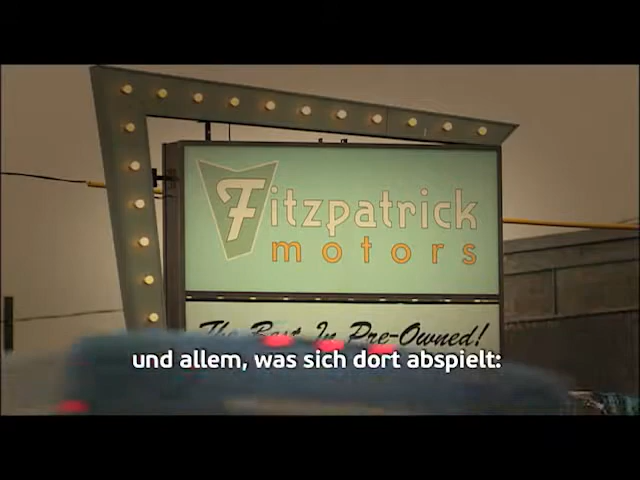 Fitzpatrick
motors
The Best In Pre-Owned!
und allem, was sich dort abspielt: